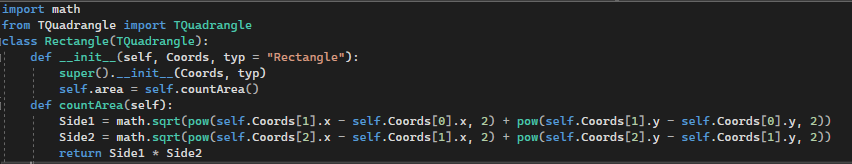 import math
from TQuadrangle import TQuadrangle
class Rectangle(TQuadrangle):
    def __init__(self, Coords, typ = "Rectangle"):
        super().__init__(Coords, typ)
        self.area = self.countArea()
    def countArea(self):
        Side1 = math.sqrt(pow(self.Coords[1].x - self.Coords[0].x, 2) + pow(self.Coords[1].y - self.Coords[0].y, 2))
        Side2 = math.sqrt(pow(self.Coords[2].x - self.Coords[1].x, 2) + pow(self.Coords[2].y - self.Coords[1].y, 2))
        return Side1 * Side2